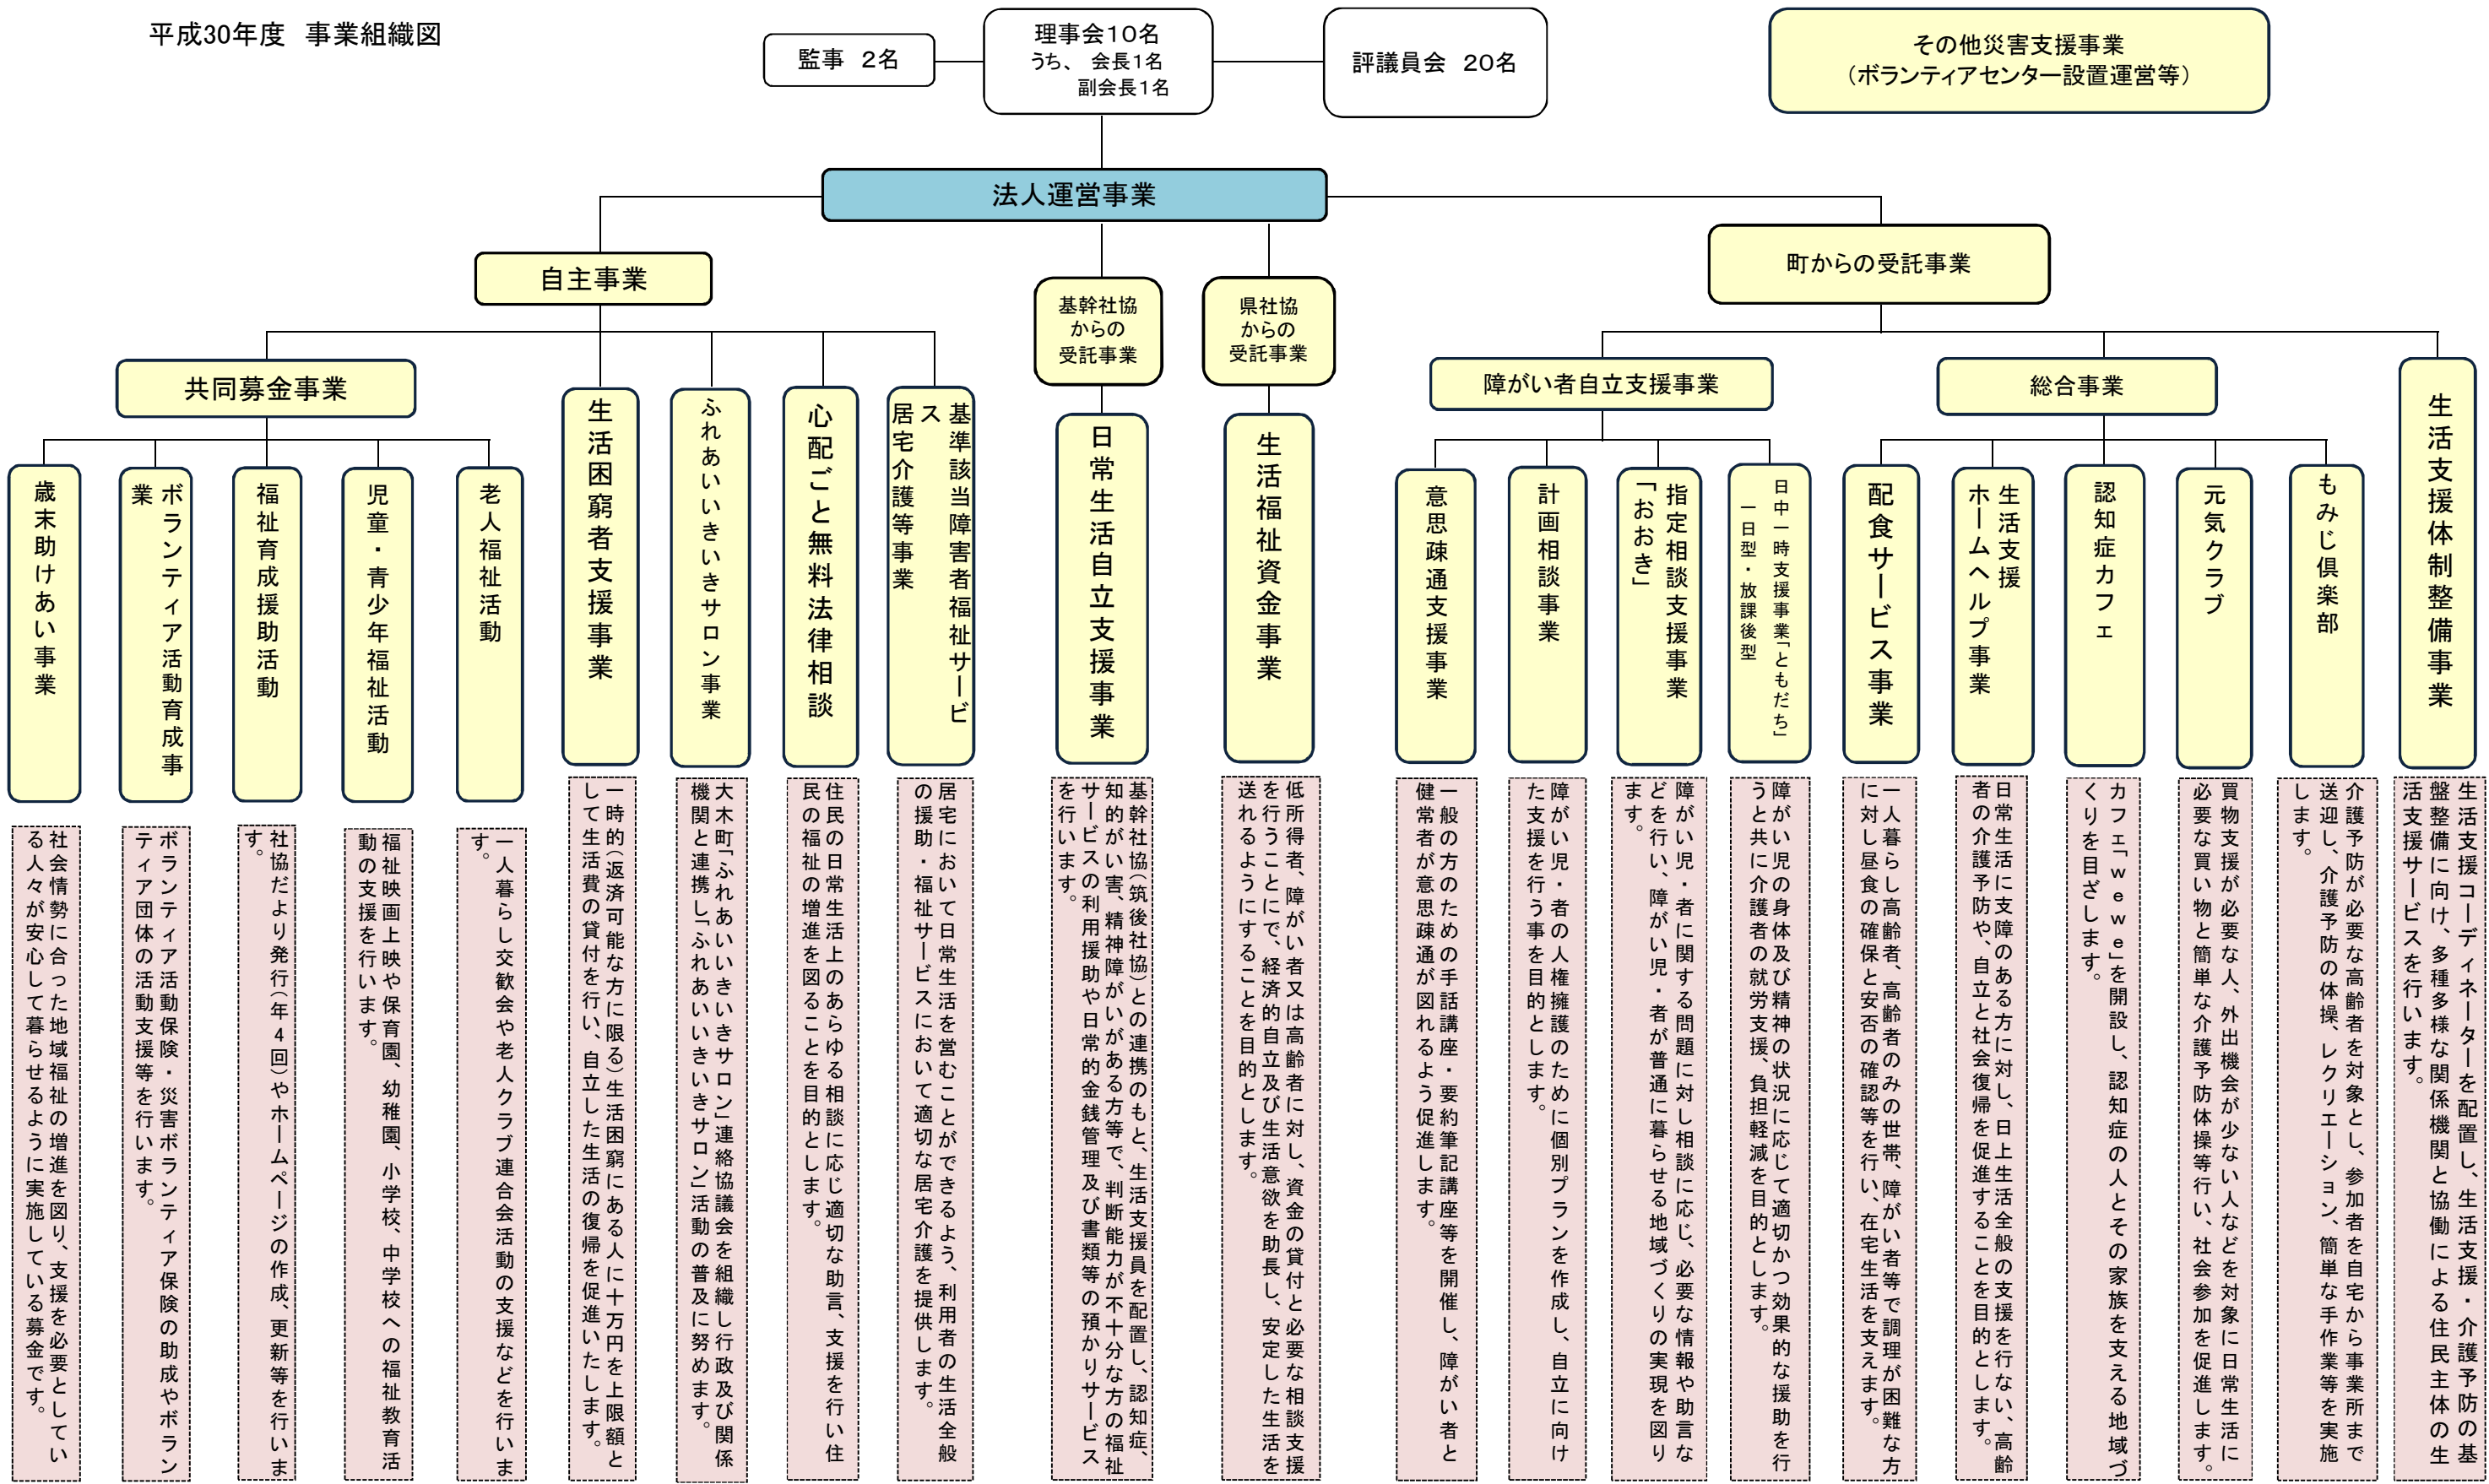 平成30年度　事業組織図
監事　2名
理事会10名
うち、　会長1名
副会長1名
評議員会　20名
その他災害支援事業
（ボランティアセンター設置運営等）
法人運営事業
自主事業
基幹社協
からの
受託事業
県社協
からの
受託事業
町からの受託事業
共同募金事業
障がい者自立支援事業
総合事業
歳末助けあい事業
ボランティア活動育成事
業
福祉育成援助活動
児童・青少年福祉活動
老人福祉活動
生活困窮者支援事業
ふれあいいきいきサロン事業
心配ごと無料法律相談
基準該当障害者福祉サービ
ス
居宅介護等事業
日常生活自立支援事業
生活福祉資金事業
意思疎通支援事業
計画相談事業
指定相談支援事業
「おおき」
日中一時支援事業「ともだち」
一日型・放課後型
配食サービス事業
生活支援
ホームヘルプ事業
認知症カフェ
元気クラブ
もみじ倶楽部
生活支援体制整備事業
社会情勢に合った地域福祉の増進を図り、支援を必要としてい
る人々が安心して暮らせるように実施している募金です。
ボランティア活動保険・災害ボランティア保険の助成やボラン
ティア団体の活動支援等を行います。
社協だより発行（年4回）やホームページの作成、更新等を行いま
す。
福祉映画上映や保育園、幼稚園、小学校、中学校への福祉教育活
動の支援を行います。
一人暮らし交歓会や老人クラブ連合会活動の支援などを行いま
す。
一時的（返済可能な方に限る）生活困窮にある人に十万円を上限額と
して生活費の貸付を行い、自立した生活の復帰を促進いたします。
大木町「ふれあいいきいきサロン」連絡協議会を組織し行政及び関係
機関と連携し「ふれあいいきいきサロン」活動の普及に努めます。
住民の日常生活上のあらゆる相談に応じ適切な助言、支援を行い住
民の福祉の増進を図ることを目的とします。
居宅において日常生活を営むことができるよう、利用者の生活全般
の援助・福祉サービスにおいて適切な居宅介護を提供します。
基幹社協（筑後社協）との連携のもと、生活支援員を配置し、認知症、
知的がい害、精神障がいがある方等で、判断能力が不十分な方の福祉
サービスの利用援助や日常的金銭管理及び書類等の預かりサービス
を行います。
低所得者、障がい者又は高齢者に対し、資金の貸付と必要な相談支援
を行うことにで、経済的自立及び生活意欲を助長し、安定した生活を
送れるようにすることを目的とします。
一般の方のための手話講座・要約筆記講座等を開催し、障がい者と
健常者が意思疎通が図れるよう促進します。
障がい児・者の人権擁護のために個別プランを作成し、自立に向け
た支援を行う事を目的とします。
障がい児・者に関する問題に対し相談に応じ、必要な情報や助言な
どを行い、障がい児・者が普通に暮らせる地域づくりの実現を図り
ます。
障がい児の身体及び精神の状況に応じて適切かつ効果的な援助を行
うと共に介護者の就労支援、負担軽減を目的とします。
一人暮らし高齢者、高齢者のみの世帯、障がい者等で調理が困難な方
に対し昼食の確保と安否の確認等を行い、在宅生活を支えます。
日常生活に支障のある方に対し、日上生活全般の支援を行ない、高齢
者の介護予防や、自立と社会復帰を促進することを目的とします。
カフェ「wewe」を開設し、認知症の人とその家族を支える地域づ
くりを目ざします。
買物支援が必要な人、外出機会が少ない人などを対象に日常生活に
必要な買い物と簡単な介護予防体操等行い、社会参加を促進します。
介護予防が必要な高齢者を対象とし、参加者を自宅から事業所まで
送迎し、介護予防の体操、レクリエーション、簡単な手作業等を実施
します。
生活支援コーディネーターを配置し、生活支援・介護予防の基
盤整備に向け、多種多様な関係機関と協働による住民主体の生
活支援サービスを行います。